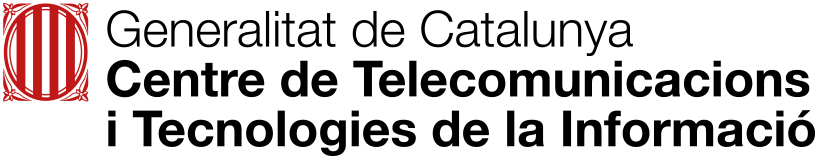 Generalitat de Catalunya
Centre de Telecomunicacions
i Tecnologies de la Informació